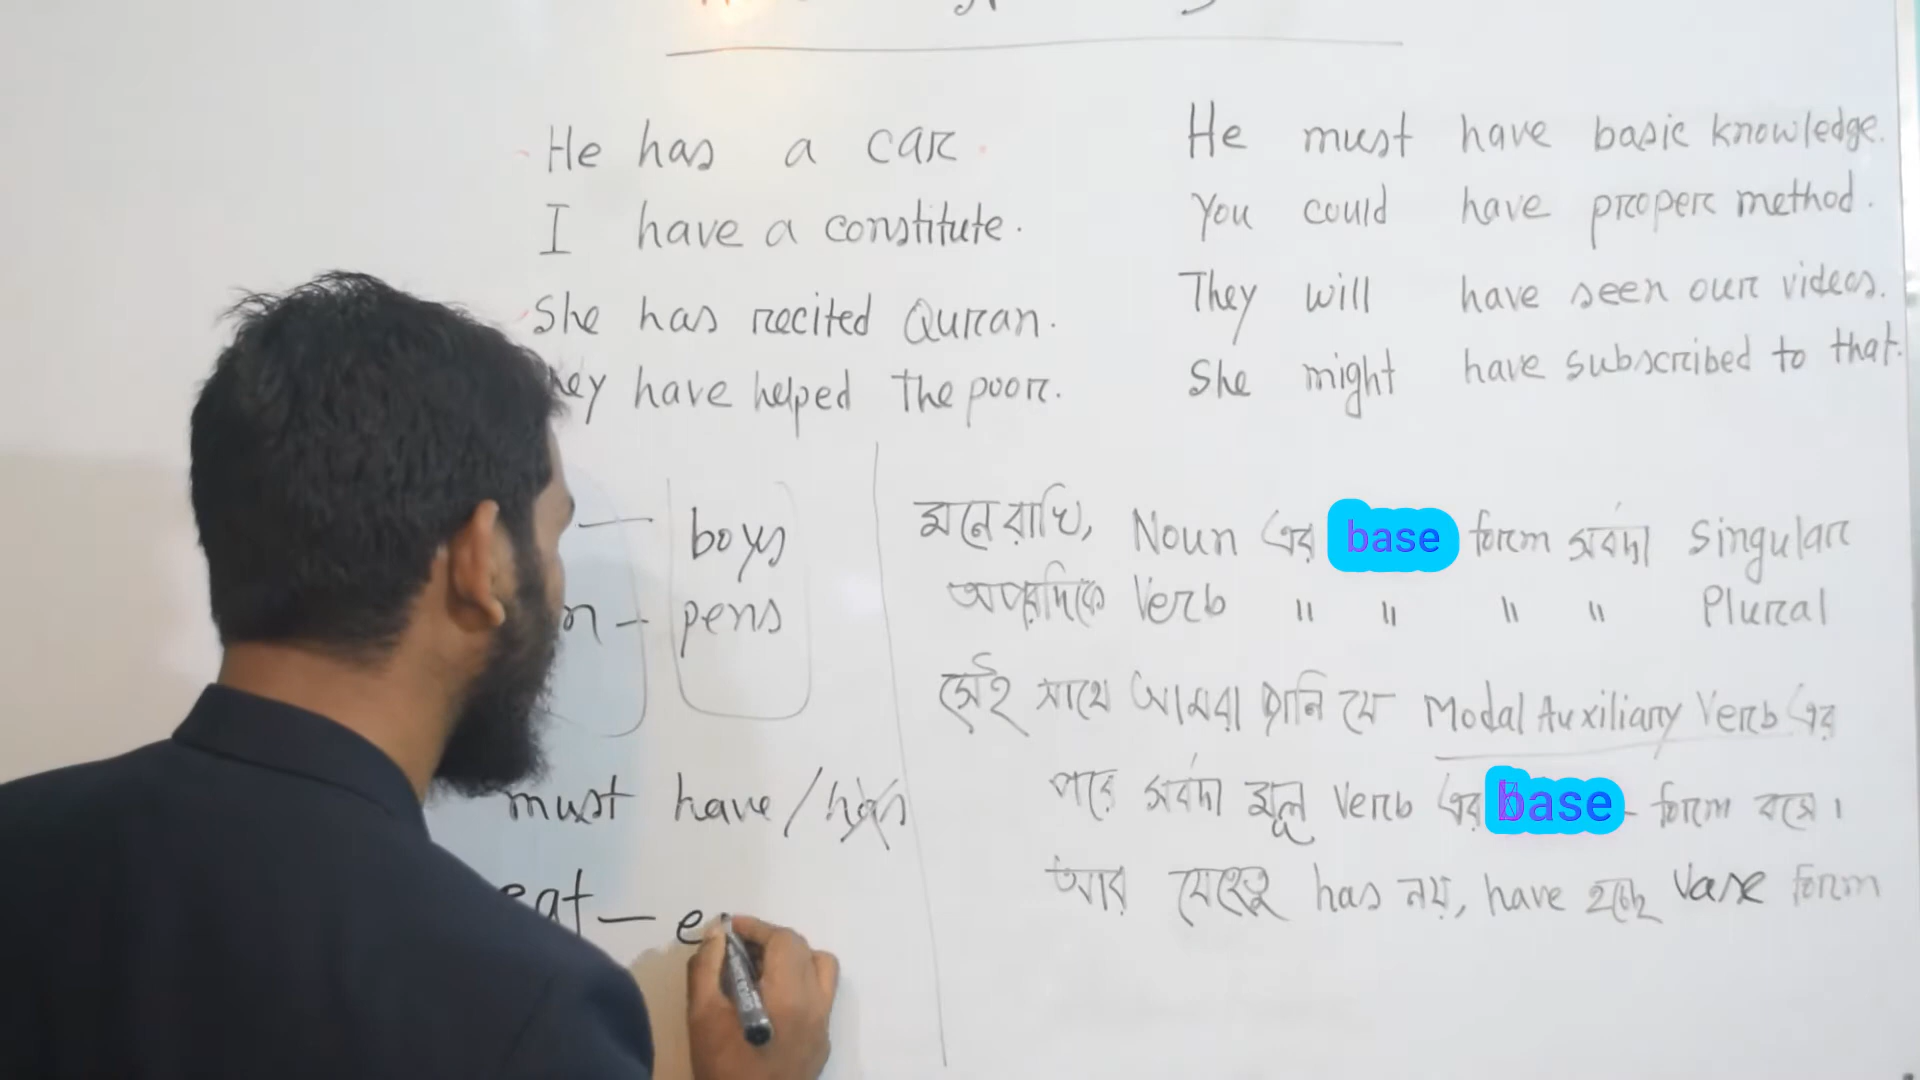 He has a car.
I have a constitute.
She has recited Quran.
hey have helped the poor.
He must have basic knowledge.
You could have proper method.
They will have seen our videos.
She might have subscribed to that.
— boys
n — pens
must have / has
eat — e
মনে রাখি, Noun এর base form সর্বদা Singular
অপরদিকে Verb " " " " Plural
সেই সাথে আমরা জানি যে Modal Auxiliary Verb এর
পরে সর্বদা মূল Verb এর base form বসে।
আর যেহেতু has নয়, have হচ্ছে Vase form